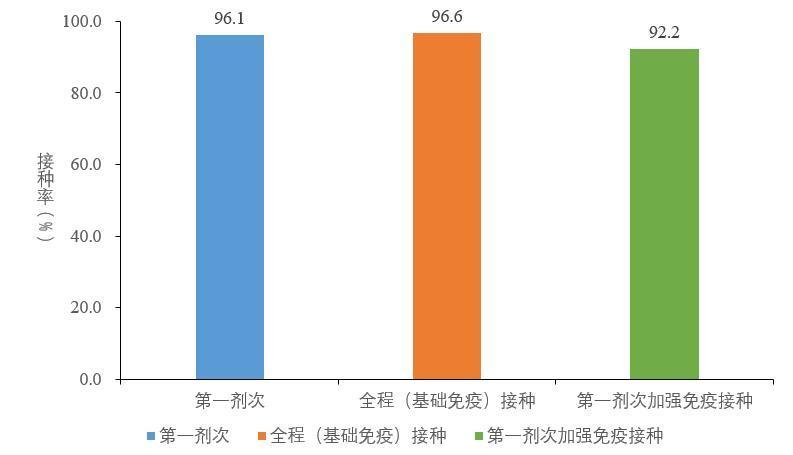 100.0
80.0
60.0
40.0
20.0
0.0
接种率（%）
96.1
96.6
92.2
第一剂次
全程（基础免疫）接种
第一剂次加强免疫接种
第一剂次
全程（基础免疫）接种
第一剂次加强免疫接种